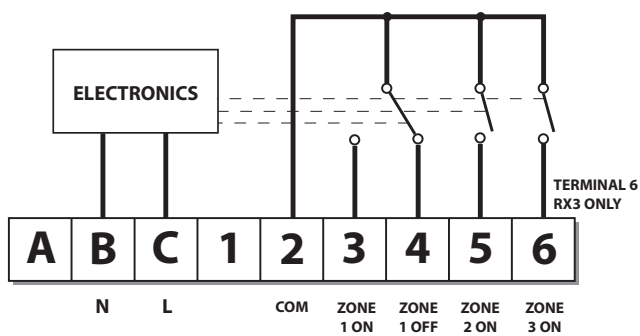 ELECTRONICS
TERMINAL 6
RX3 ONLY
A B C 1 2 3 4 5 6
N L COM ZONE 1 ON ZONE 1 OFF ZONE 2 ON ZONE 3 ON